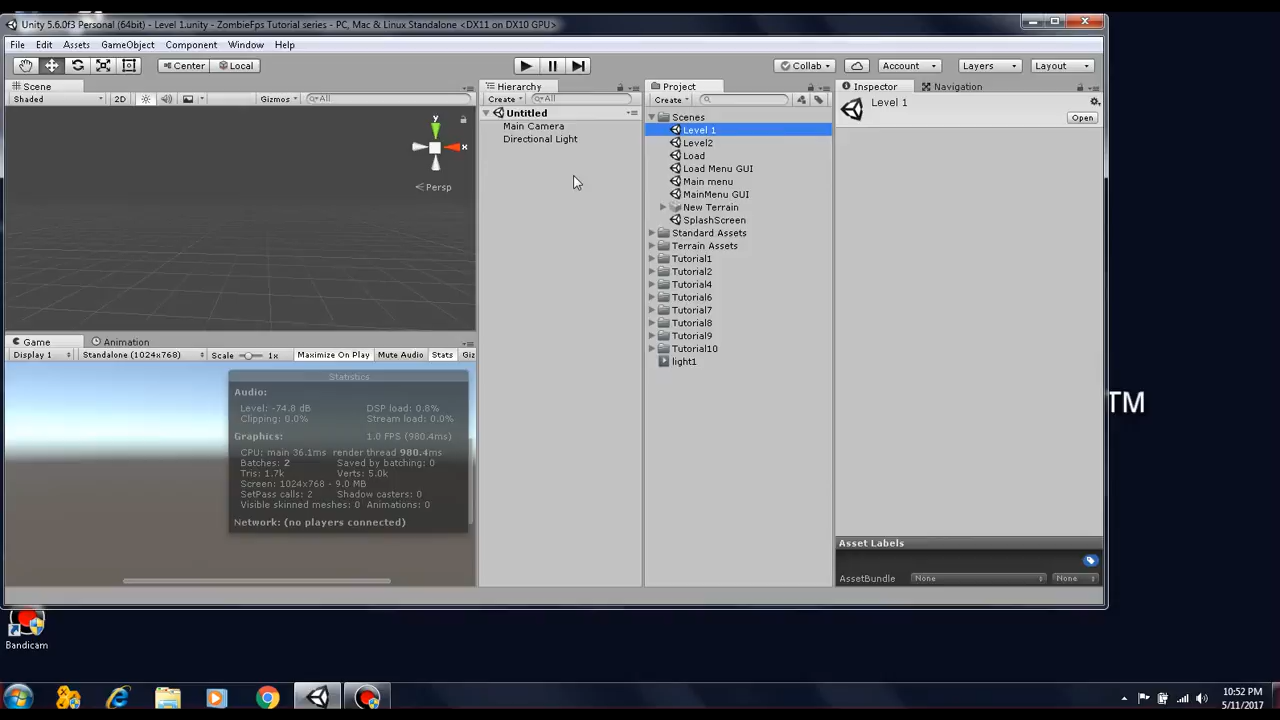 Unity 5.6.0f3 Personal (64bit) - Level 1.unity - ZombieFps Tutorial series - PC, Mac & Linux Standalone <DX11 on DX10 GPU>
File Edit Assets GameObject Component Window Help
Center Local Collab Account Layers Layout
Scene
Shaded 2D Gizmos All
y
x
Persp
Game Animation
Display 1 Standalone (1024x768) Scale 1x Maximize On Play Mute Audio Stats Giz
Statistics
Audio:
Level: -74.8 dB DSP load: 0.8%
Clipping: 0.0% Stream load: 0.0%
Graphics: 1.0 FPS (980.4ms)
CPU: main 36.1ms render thread 980.4ms
Batches: 2 Saved by batching: 0
Tris: 1.7k Verts: 5.0k
Screen: 1024x768 - 9.0 MB
SetPass calls: 2 Shadow casters: 0
Visible skinned meshes: 0 Animations: 0
Network: (no players connected)
Hierarchy
Create All
Untitled
Main Camera
Directional Light
Project
Create
Scenes
Level 1
Level2
Load
Load Menu GUI
Main menu
MainMenu GUI
New Terrain
SplashScreen
Standard Assets
Terrain Assets
Tutorial1
Tutorial2
Tutorial4
Tutorial6
Tutorial7
Tutorial8
Tutorial9
Tutorial10
light1
Inspector Navigation
Level 1
Open
Asset Labels
AssetBundle None None
TM
Bandicam
10:52 PM
5/11/2017